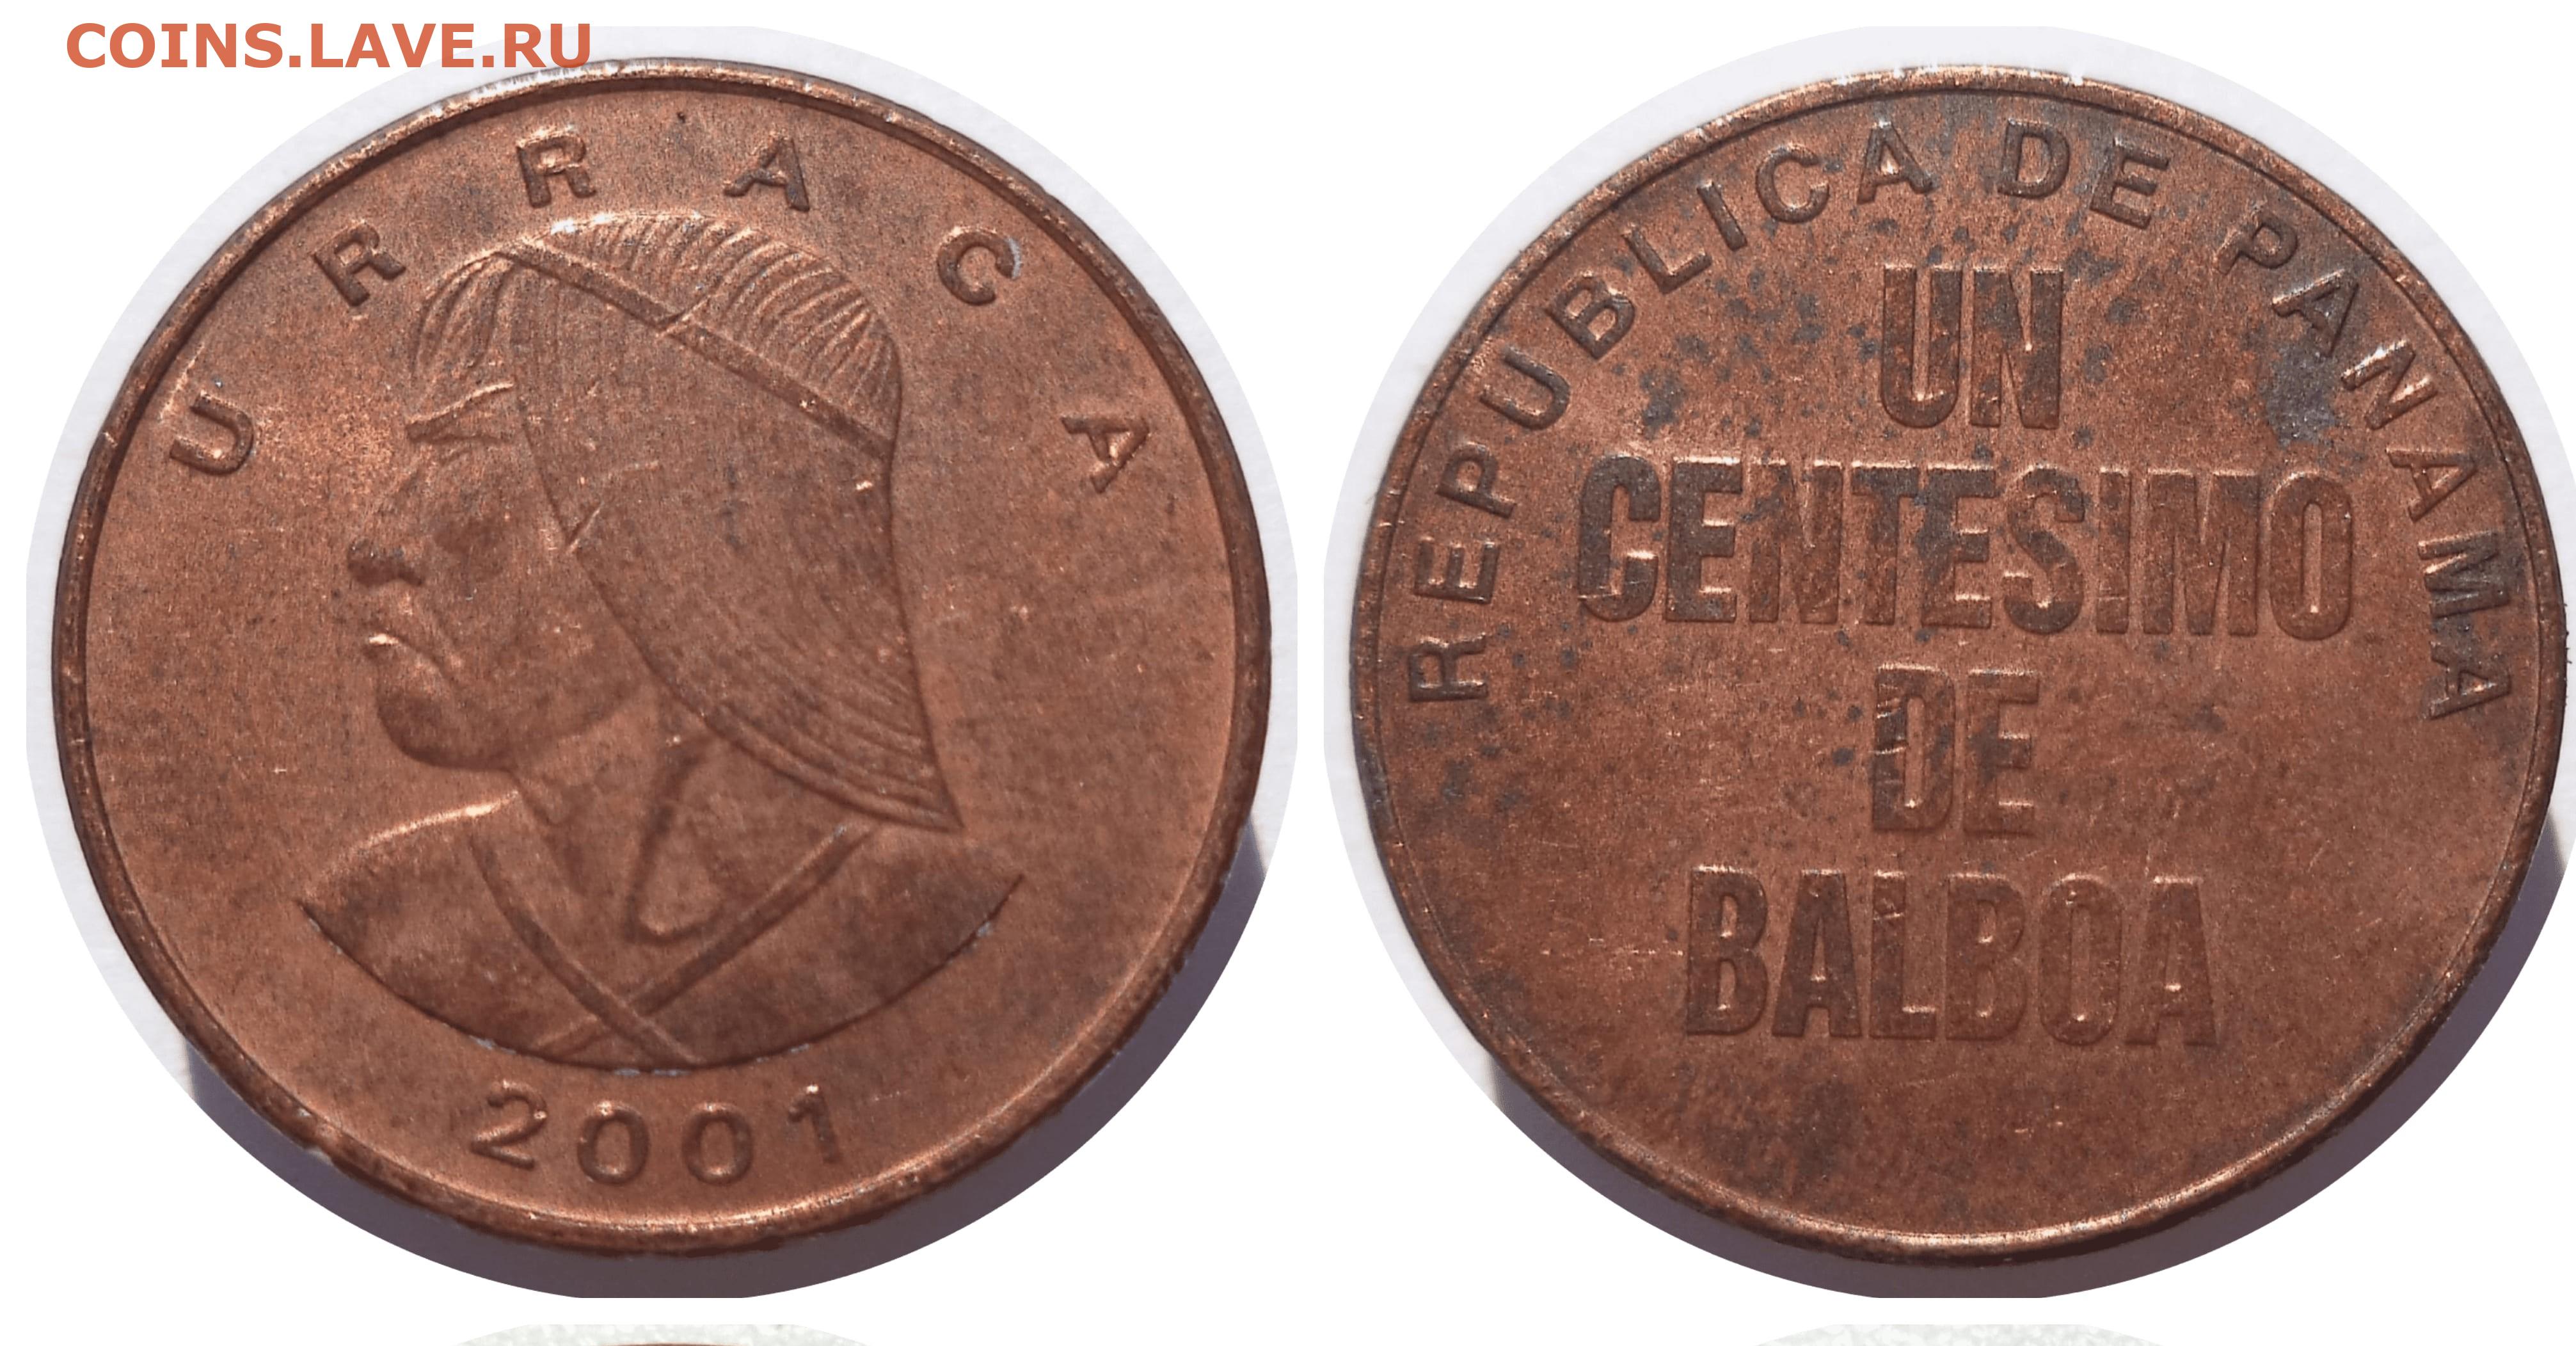 COINS.LAVE.RU
URRACA
2001
REPUBLICA DE PANAMA
UN
CENTESIMO
DE
BALBOA